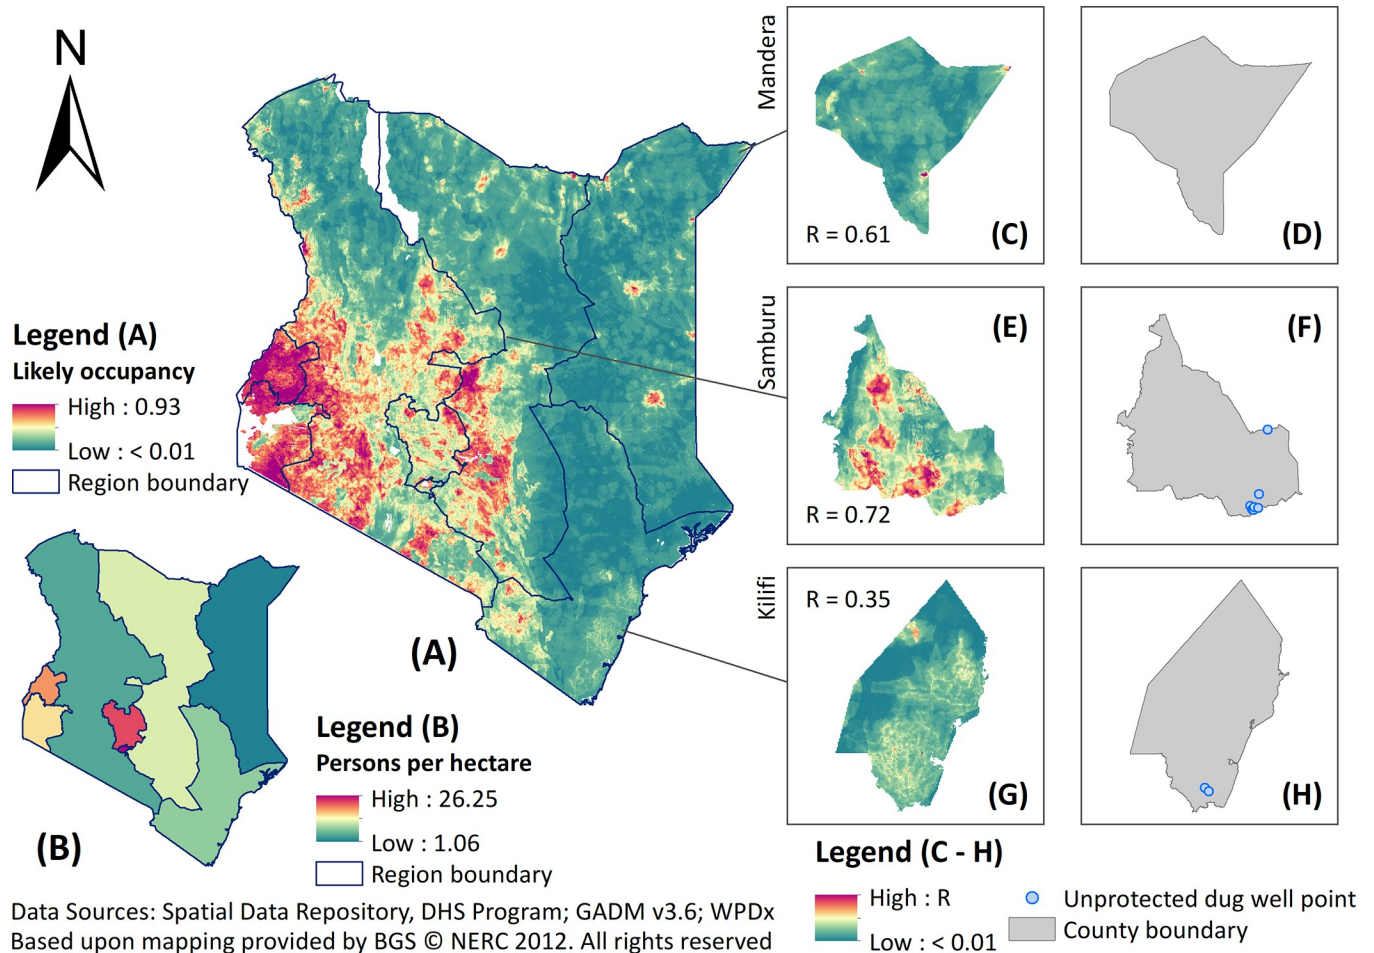 N
Legend (A)
Likely occupancy
High : 0.93
Low : < 0.01
Region boundary
(A)
(B)
Legend (B)
Persons per hectare
High : 26.25
Low : 1.06
Region boundary
Mandera
R = 0.61
(C)
(D)
Samburu
(E)
R = 0.72
(F)
Kilifi
R = 0.35
(G)
(H)
Legend (C - H)
High : R
Low : < 0.01
Unprotected dug well point
County boundary
Data Sources: Spatial Data Repository, DHS Program; GADM v3.6; WPDx
Based upon mapping provided by BGS © NERC 2012. All rights reserved